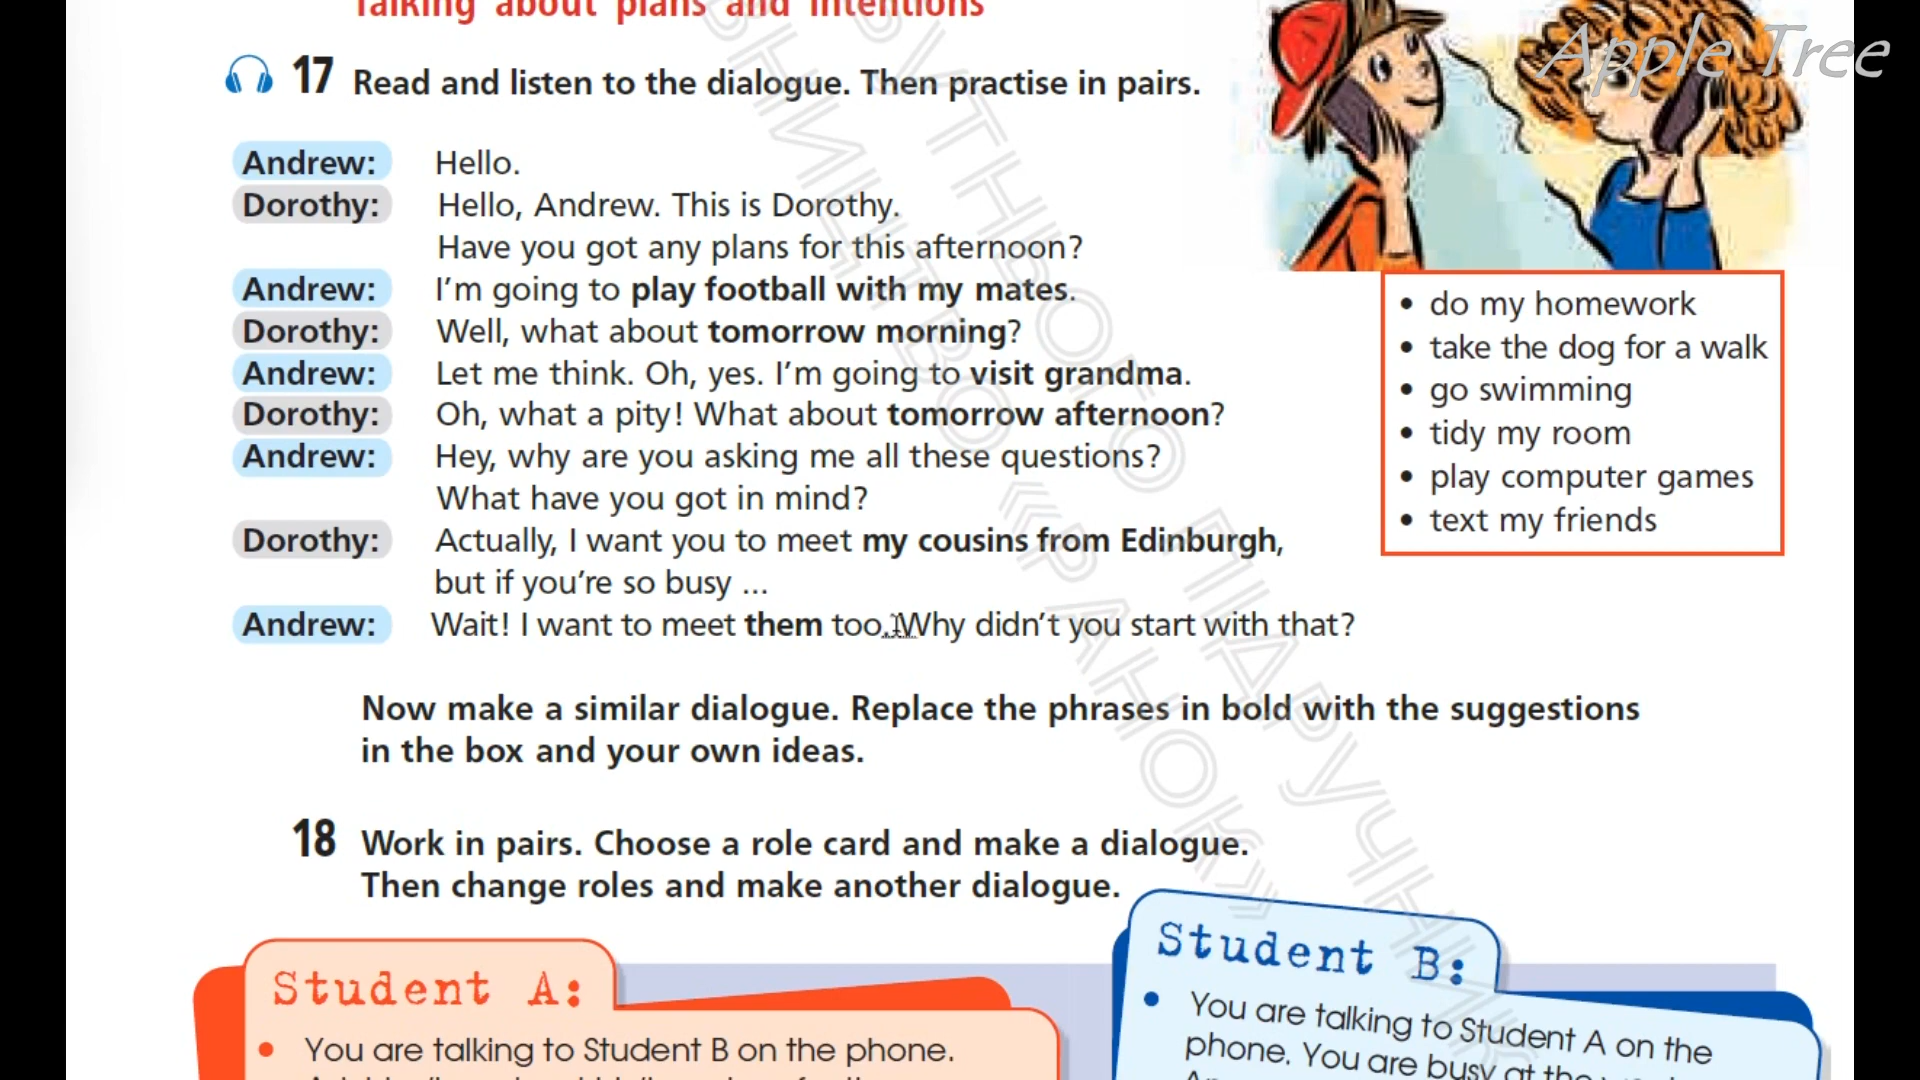 Talking about plans and intentions
Apple Tree
17 Read and listen to the dialogue. Then practise in pairs.
Andrew: Hello.
Dorothy: Hello, Andrew. This is Dorothy.
Have you got any plans for this afternoon?
Andrew: I'm going to play football with my mates.
Dorothy: Well, what about tomorrow morning?
Andrew: Let me think. Oh, yes. I'm going to visit grandma.
Dorothy: Oh, what a pity! What about tomorrow afternoon?
Andrew: Hey, why are you asking me all these questions?
What have you got in mind?
Dorothy: Actually, I want you to meet my cousins from Edinburgh,
but if you're so busy ...
Andrew: Wait! I want to meet them too. Why didn't you start with that?
• do my homework
• take the dog for a walk
• go swimming
• tidy my room
• play computer games
• text my friends
Now make a similar dialogue. Replace the phrases in bold with the suggestions
in the box and your own ideas.
18 Work in pairs. Choose a role card and make a dialogue.
Then change roles and make another dialogue.
Student A:
• You are talking to Student B on the phone.
Student B:
• You are talking to Student A on the
phone. You are busy at the
«РАНОК»
ПІДРУЧНИК